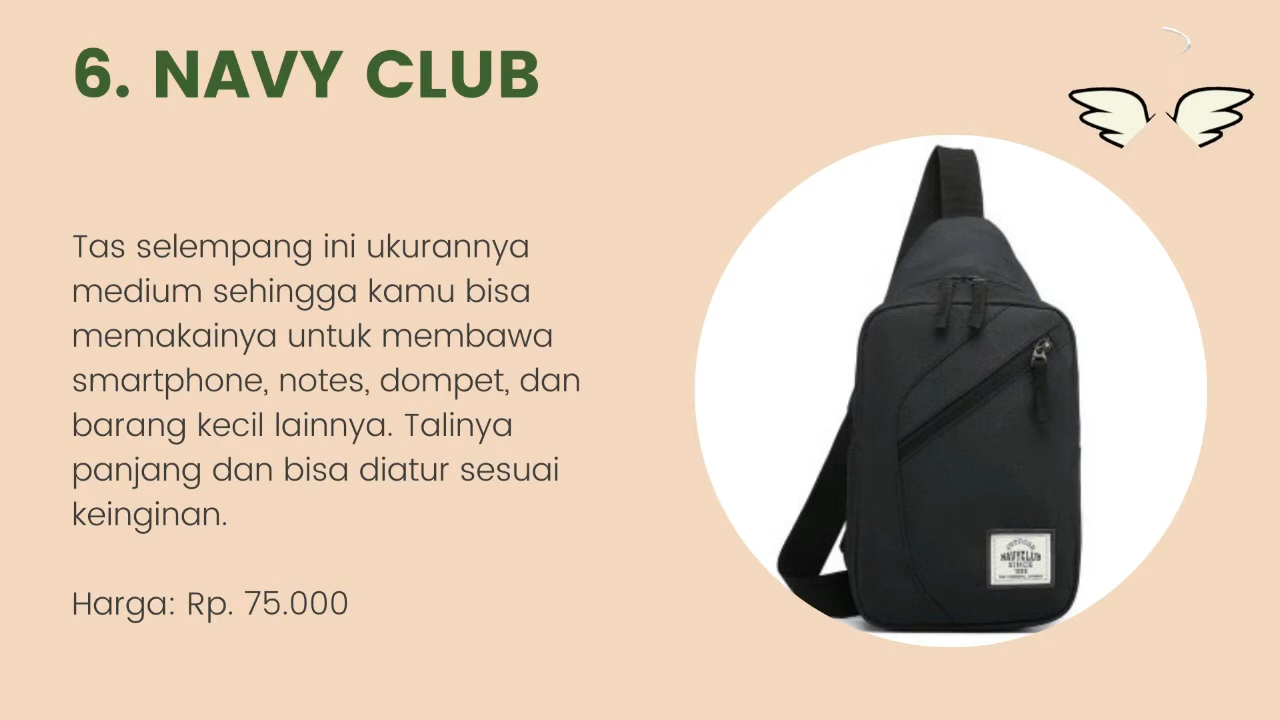 6. NAVY CLUB
Tas selempang ini ukurannya
medium sehingga kamu bisa
memakainya untuk membawa
smartphone, notes, dompet, dan
barang kecil lainnya. Talinya
panjang dan bisa diatur sesuai
keinginan.
Harga: Rp. 75.000
OUTDOOR
NAVYCLUB
SINCE